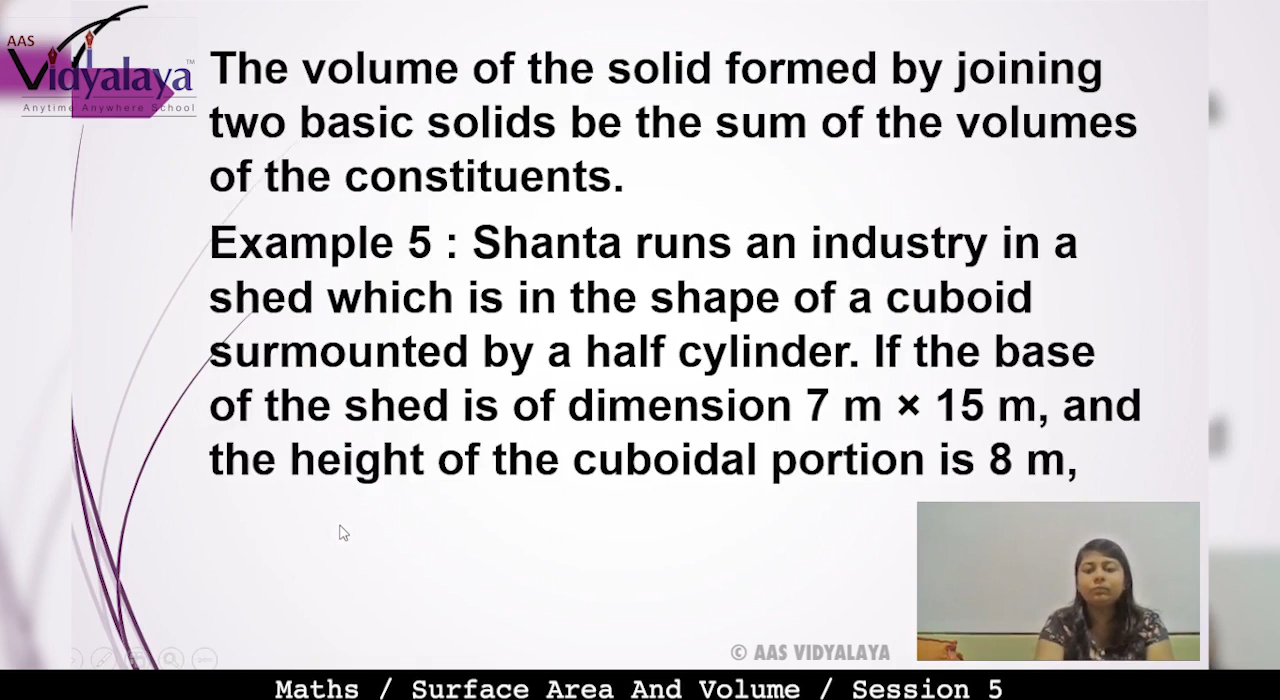 AAS
Vidyalaya
TM
Anytime Anywhere School
The volume of the solid formed by joining
two basic solids be the sum of the volumes
of the constituents.
Example 5 : Shanta runs an industry in a
shed which is in the shape of a cuboid
surmounted by a half cylinder. If the base
of the shed is of dimension 7 m × 15 m, and
the height of the cuboidal portion is 8 m,
© AAS VIDYALAYA
Maths / Surface Area And Volume / Session 5